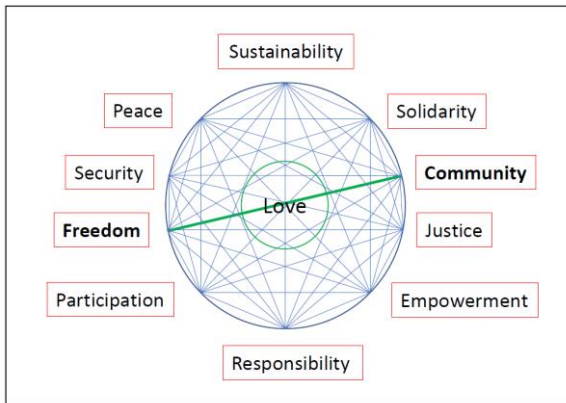 Sustainability
Peace
Solidarity
Security
Community
Love
Freedom
Justice
Participation
Empowerment
Responsibility